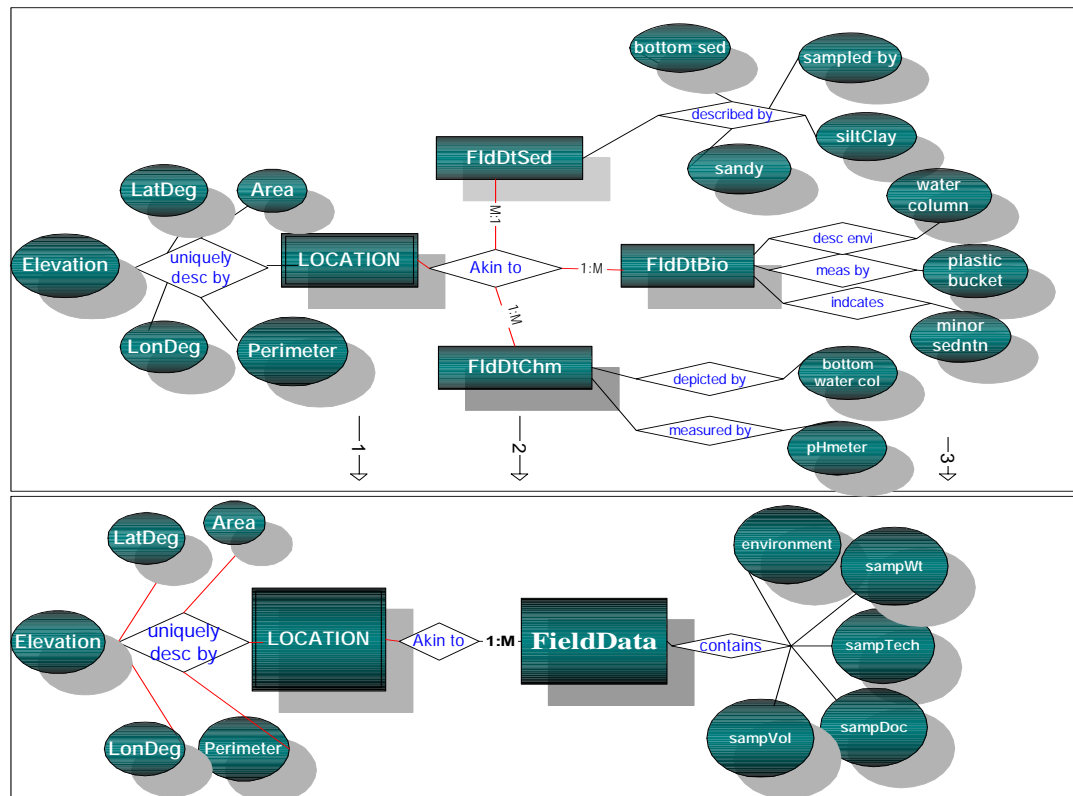 bottom sed
sampled by
described by
siltClay
FldDtSed
sandy
LatDeg
Area
water
column
M:1
uniquely
desc by
LOCATION
Elevation
Akin to
1:M
FldDtBio
desc envi
meas by
plastic
bucket
indcates
1:M
minor
sedntn
LonDeg
Perimeter
FldDtChm
depicted by
bottom
water col
measured by
pHmeter
1
2
3
LatDeg
Area
environment
sampWt
Elevation
uniquely
desc by
LOCATION
Akin to
1:M
FieldData
contains
sampTech
LonDeg
Perimeter
sampVol
sampDoc